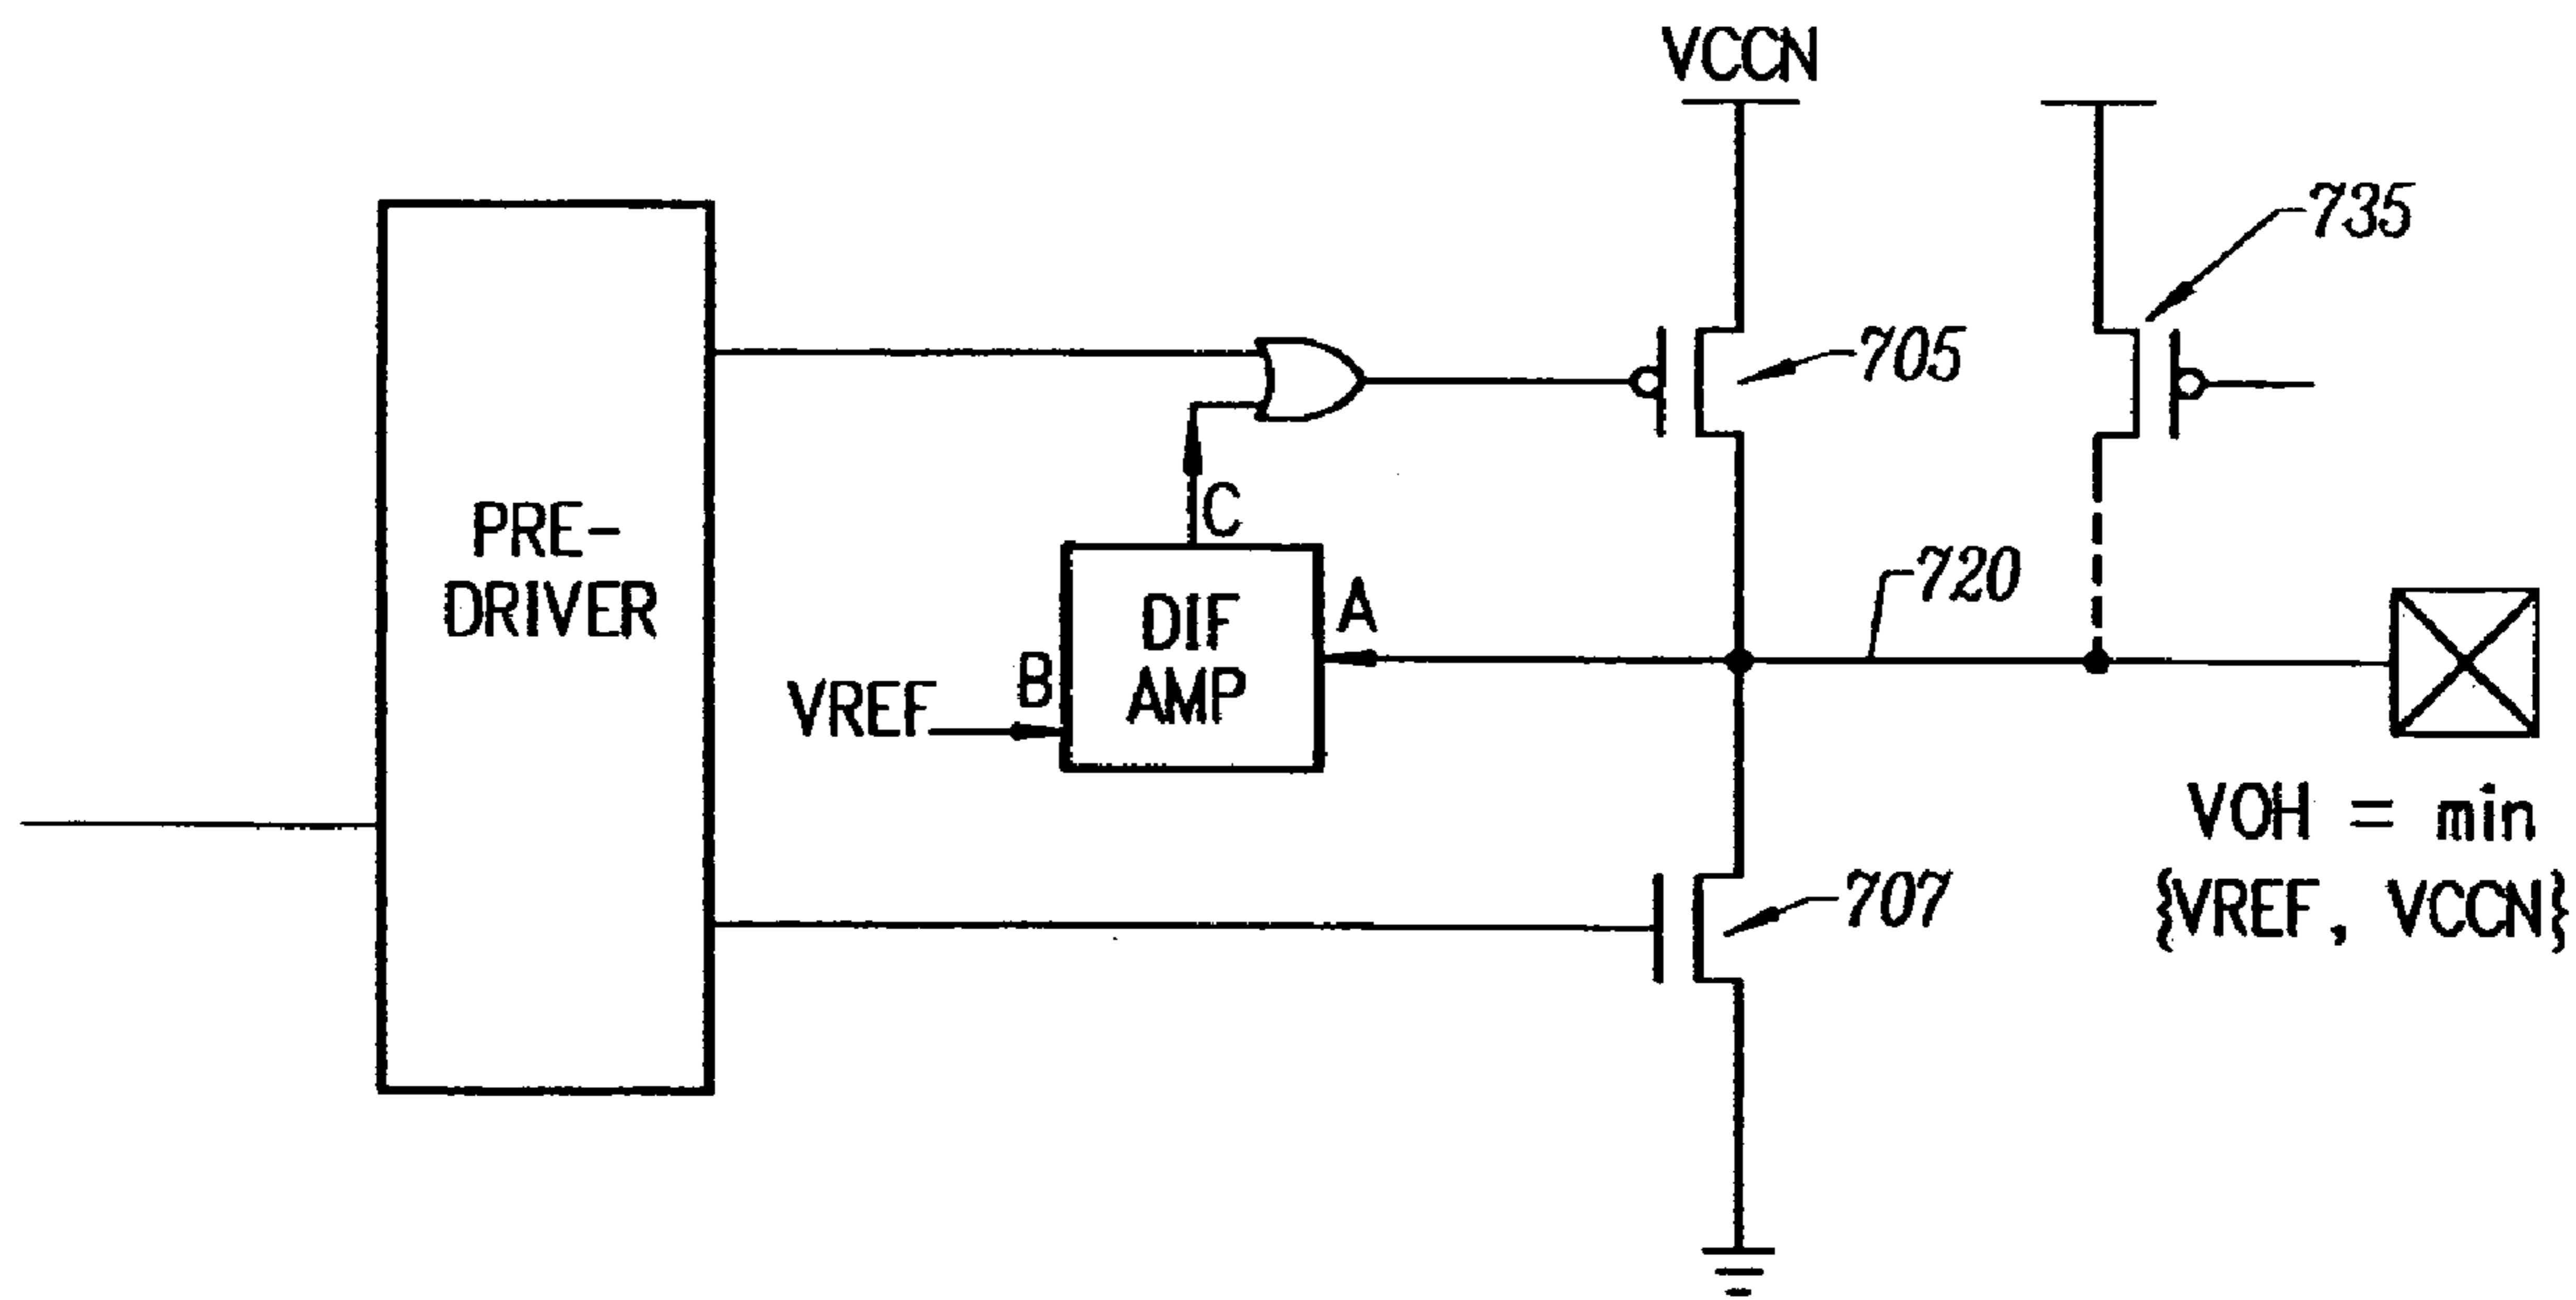 VCCN
735
705
PRE-
DRIVER
C
720
DIF
AMP
A
B
VREF
VOH = min
{VREF, VCCN}
707